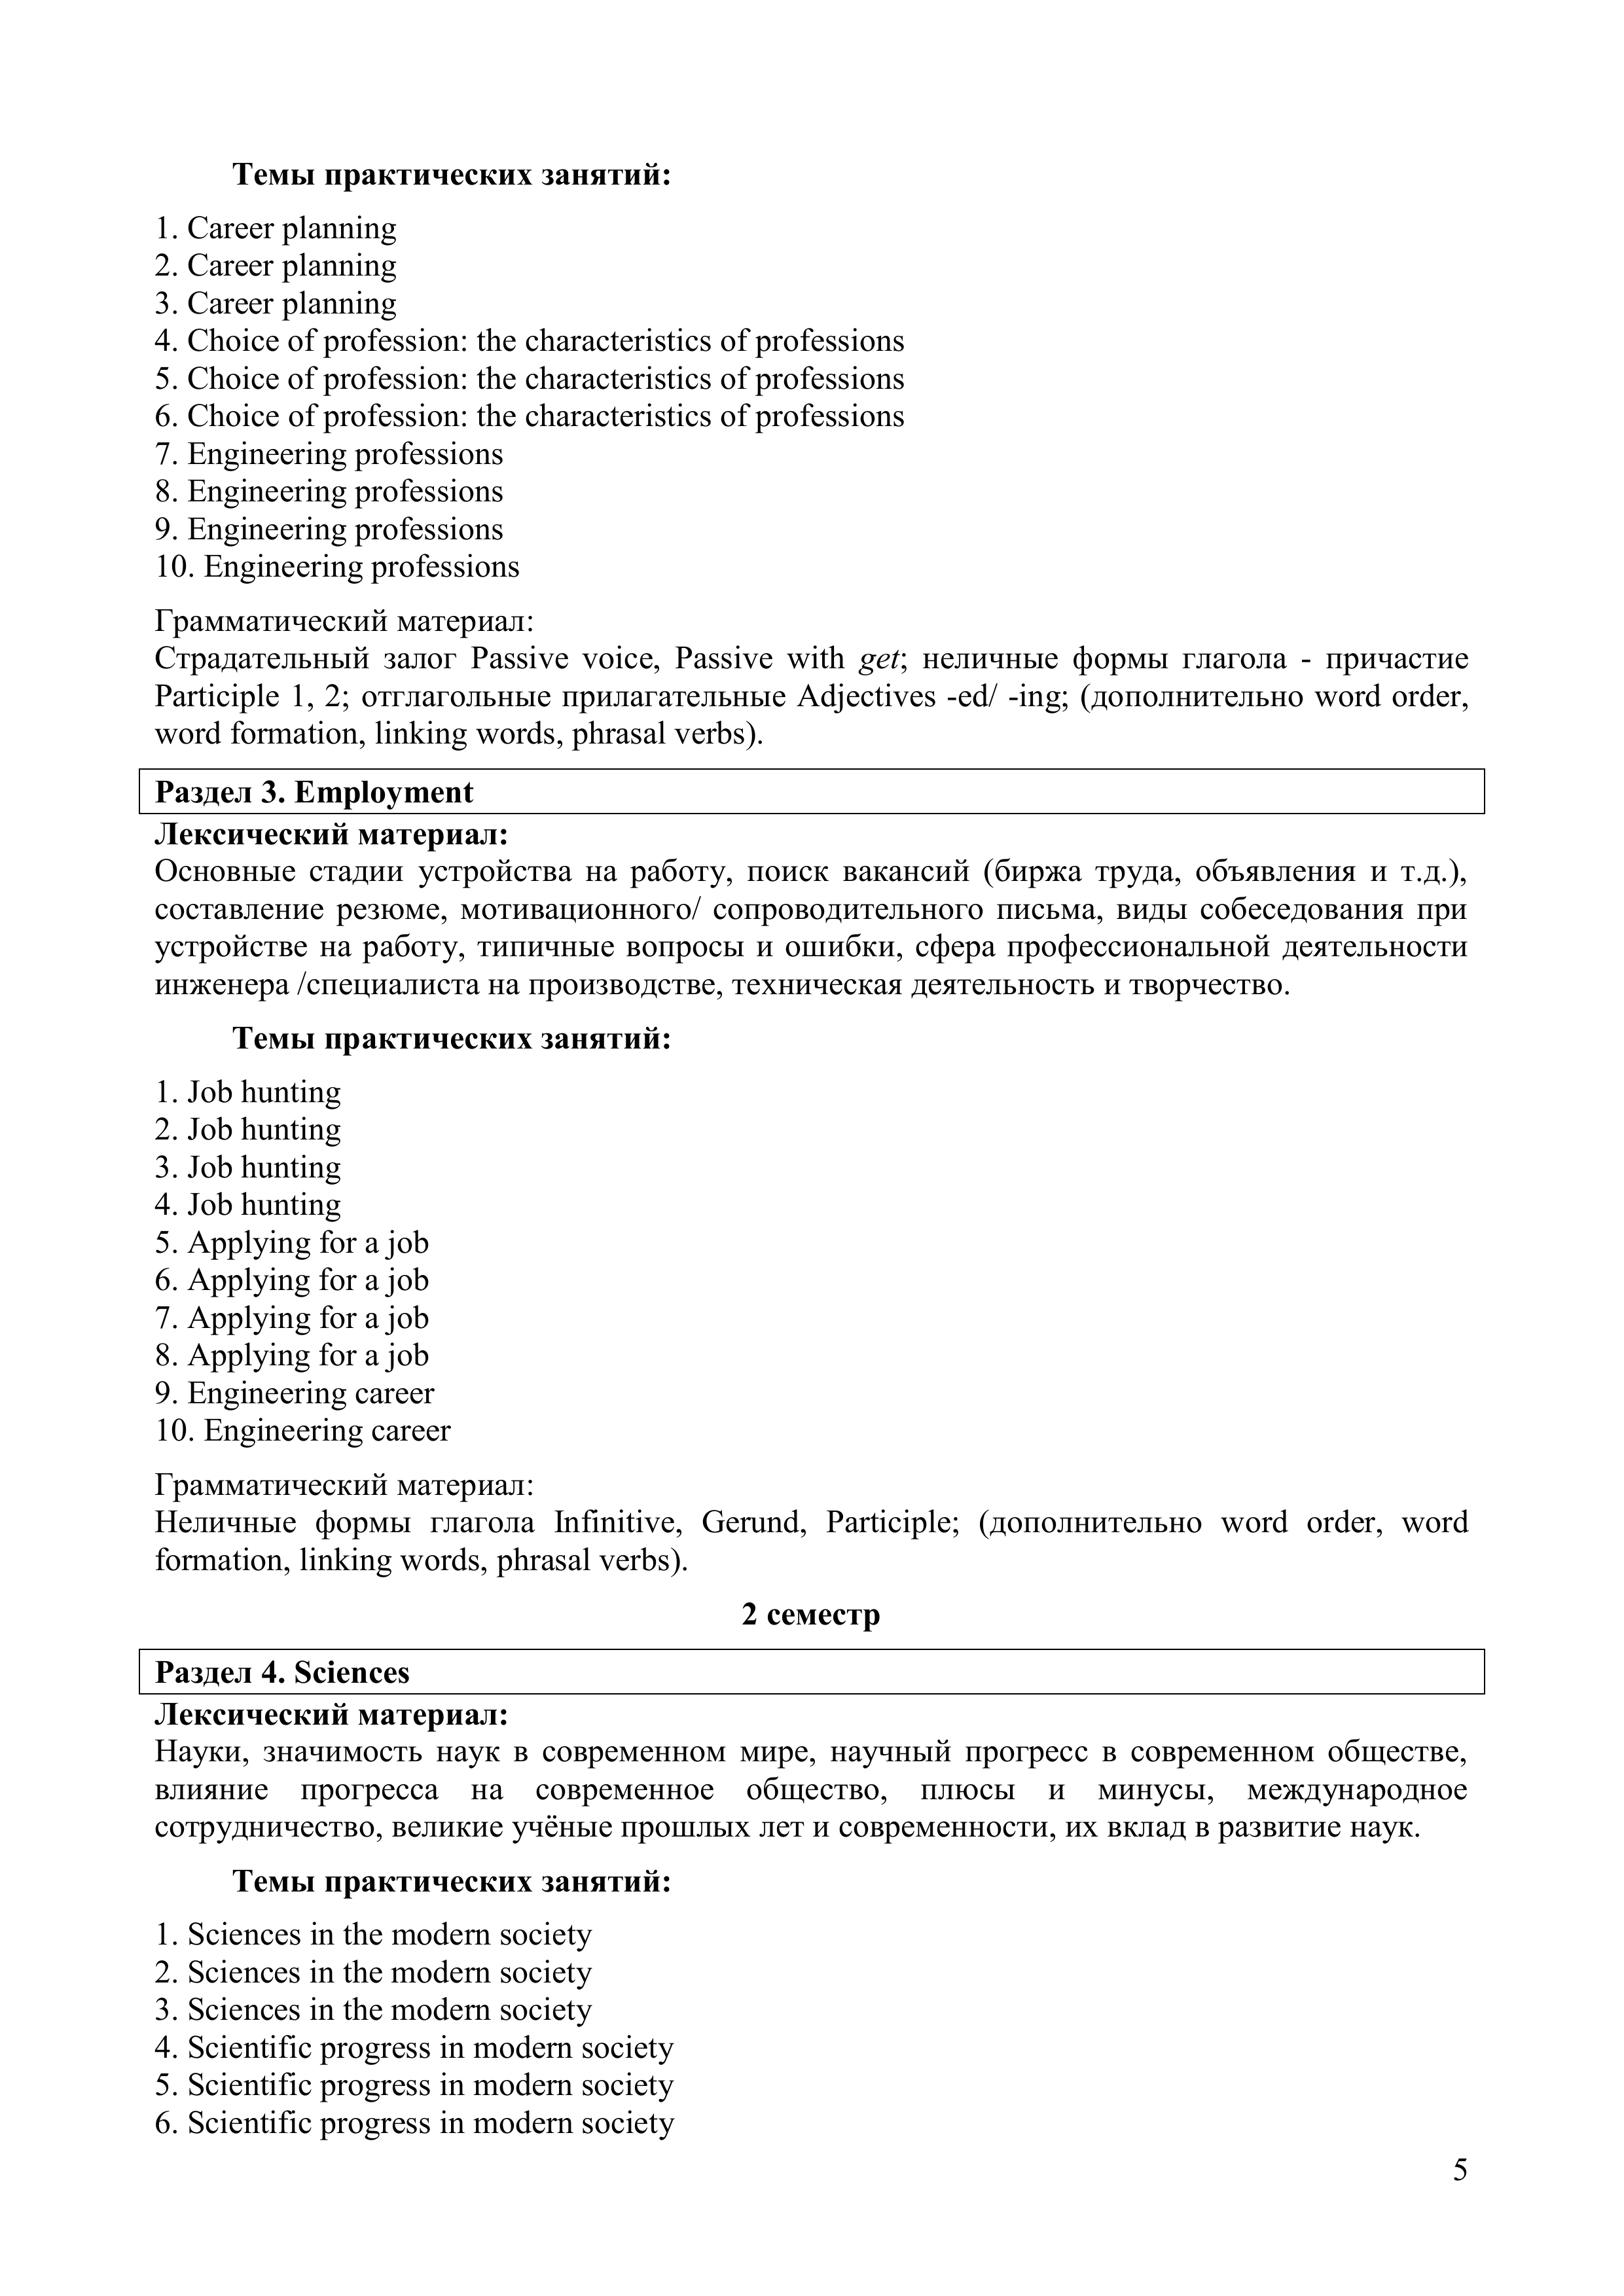 Темы практических занятий:
1. Career planning
2. Career planning
3. Career planning
4. Choice of profession: the characteristics of professions
5. Choice of profession: the characteristics of professions
6. Choice of profession: the characteristics of professions
7. Engineering professions
8. Engineering professions
9. Engineering professions
10. Engineering professions
Грамматический материал:
Страдательный залог Passive voice, Passive with get; неличные формы глагола - причастие
Participle 1, 2; отглагольные прилагательные Adjectives -ed/ -ing; (дополнительно word order,
word formation, linking words, phrasal verbs).
Раздел 3. Employment
Лексический материал:
Основные стадии устройства на работу, поиск вакансий (биржа труда, объявления и т.д.),
составление резюме, мотивационного/ сопроводительного письма, виды собеседования при
устройстве на работу, типичные вопросы и ошибки, сфера профессиональной деятельности
инженера /специалиста на производстве, техническая деятельность и творчество.
Темы практических занятий:
1. Job hunting
2. Job hunting
3. Job hunting
4. Job hunting
5. Applying for a job
6. Applying for a job
7. Applying for a job
8. Applying for a job
9. Engineering career
10. Engineering career
Грамматический материал:
Неличные формы глагола Infinitive, Gerund, Participle; (дополнительно word order, word
formation, linking words, phrasal verbs).
2 семестр
Раздел 4. Sciences
Лексический материал:
Науки, значимость наук в современном мире, научный прогресс в современном обществе,
влияние прогресса на современное общество, плюсы и минусы, международное
сотрудничество, великие учёные прошлых лет и современности, их вклад в развитие наук.
Темы практических занятий:
1. Sciences in the modern society
2. Sciences in the modern society
3. Sciences in the modern society
4. Scientific progress in modern society
5. Scientific progress in modern society
6. Scientific progress in modern society
5